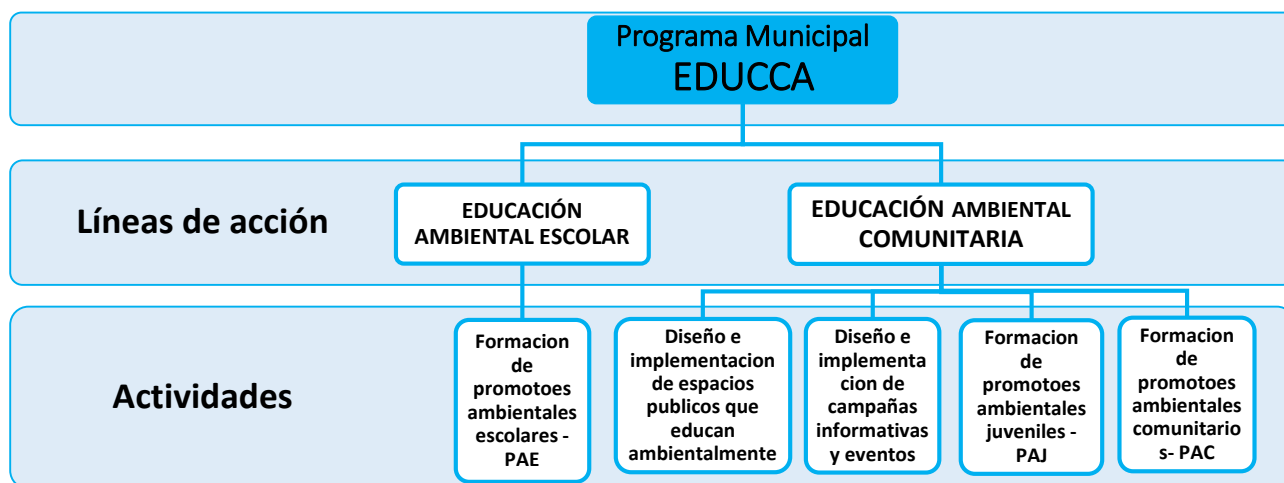 Programa Municipal
EDUCCA
Líneas de acción
EDUCACIÓN
AMBIENTAL ESCOLAR
EDUCACIÓN AMBIENTAL
COMUNITARIA
Actividades
Formacion
de
promotoes
ambientales
escolares -
PAE
Diseño e
implementacion
de espacios
publicos que
educan
ambientalmente
Diseño e
implementa
cion de
campañas
informativas
y eventos
Formacion
de
promotoes
ambientales
juveniles -
PAJ
Formacion
de
promotoes
ambientales
comunitario
s- PAC